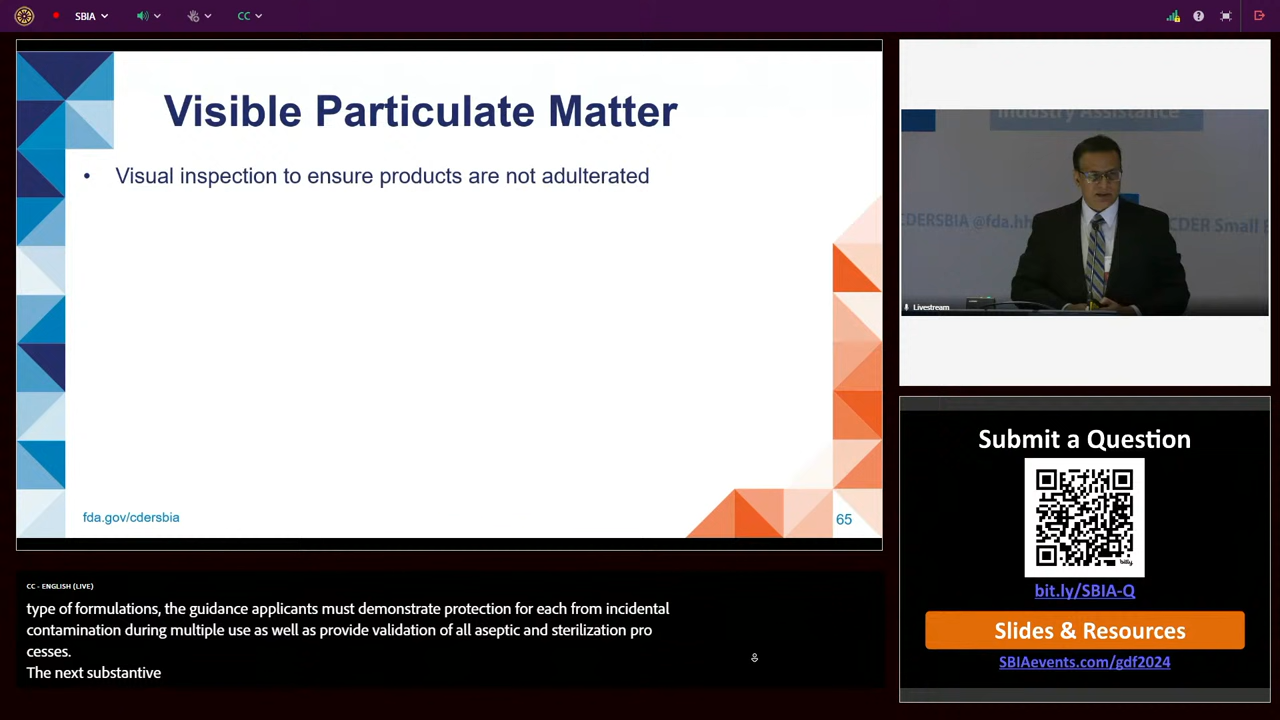 SBIA
CC
Visible Particulate Matter
• Visual inspection to ensure products are not adulterated
fda.gov/cdersbia
65
Industry Assistance
CDERSBIA @fda.hh
CDER Small
Livestream
Submit a Question
bitly
bit.ly/SBIA-Q
Slides & Resources
SBIAevents.com/gdf2024
CC - ENGLISH (LIVE)
type of formulations, the guidance applicants must demonstrate protection for each from incidental
contamination during multiple use as well as provide validation of all aseptic and sterilization pro
cesses.
The next substantive